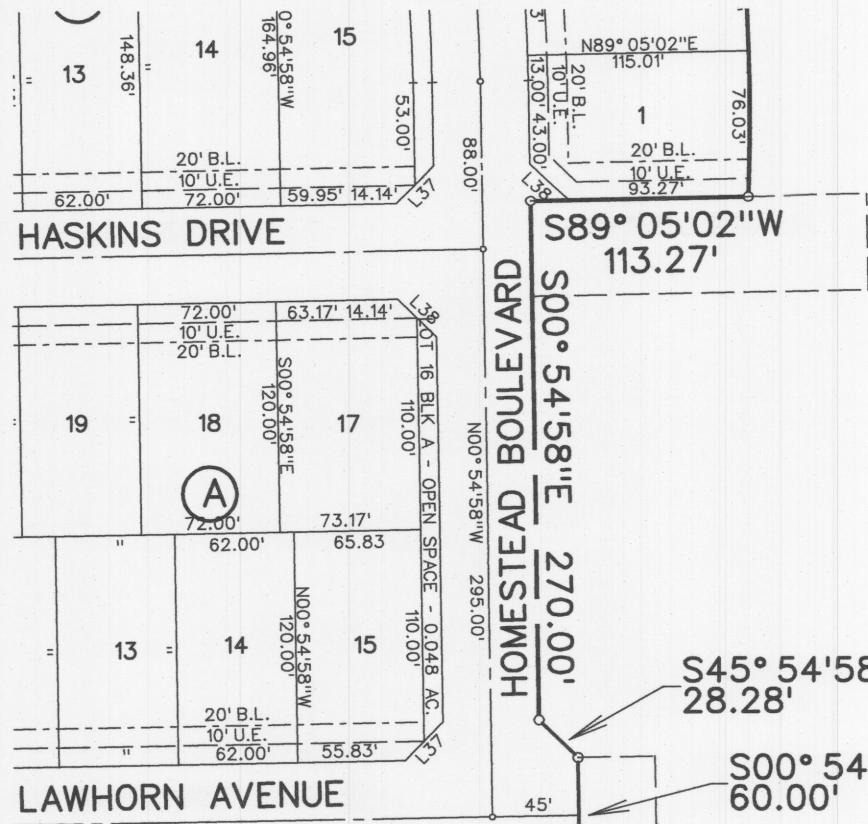 13
148.36'
"
14
0° 54'58"W
164.96'
15
53.00'
20' B.L.
10' U.E.
62.00'
72.00'
59.95' 14.14'
L37
88.00'
3'
N89° 05'02"E
115.01'
13.00' 43.00'
20' B.L.
10' U.E.
1
76.03'
20' B.L.
10' U.E.
93.27'
L38
HASKINS DRIVE
S89° 05'02"W
113.27'
72.00'
63.17' 14.14'
L38
10' U.E.
20' B.L.
"
19
18
S00° 54'58"E
120.00'
17
LOT 16 BLK A - OPEN SPACE - 0.048 AC.
110.00'
110.00'
A
72.00'
73.17'
"
62.00'
65.83
N00° 54'58"W
295.00'
HOMESTEAD BOULEVARD
S00° 54'58"E 270.00'
"
13
"
14
N00° 54'58"W
120.00'
15
20' B.L.
10' U.E.
"
62.00'
55.83'
L37
S45° 54'58
28.28'
S00° 54
60.00'
LAWHORN AVENUE
45'